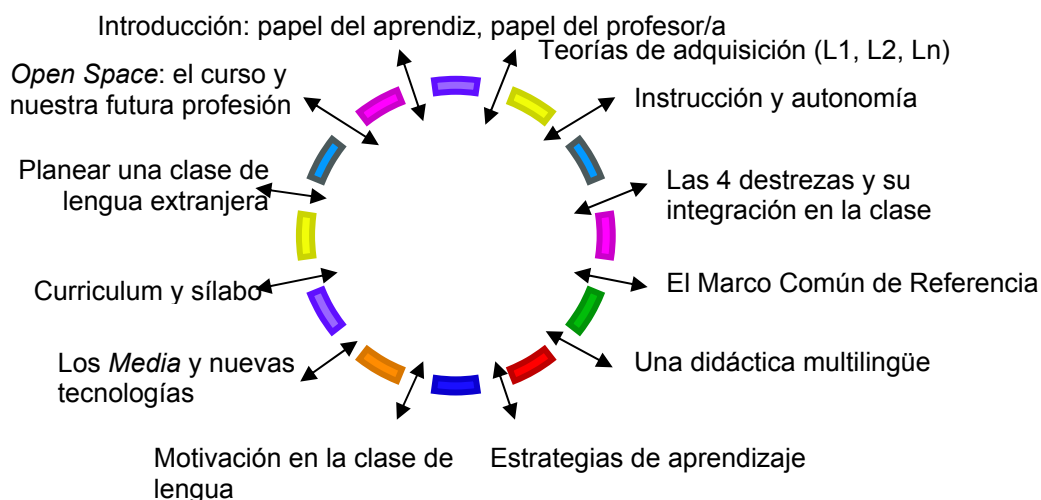 Introducción: papel del aprendiz, papel del profesor/a
Teorías de adquisición (L1, L2, Ln)
Open Space: el curso y
nuestra futura profesión
Instrucción y autonomía
Planear una clase de
lengua extranjera
Las 4 destrezas y su
integración en la clase
Curriculum y sílabo
El Marco Común de Referencia
Los Media y nuevas
tecnologías
Una didáctica multilingüe
Motivación en la clase de
lengua
Estrategias de aprendizaje